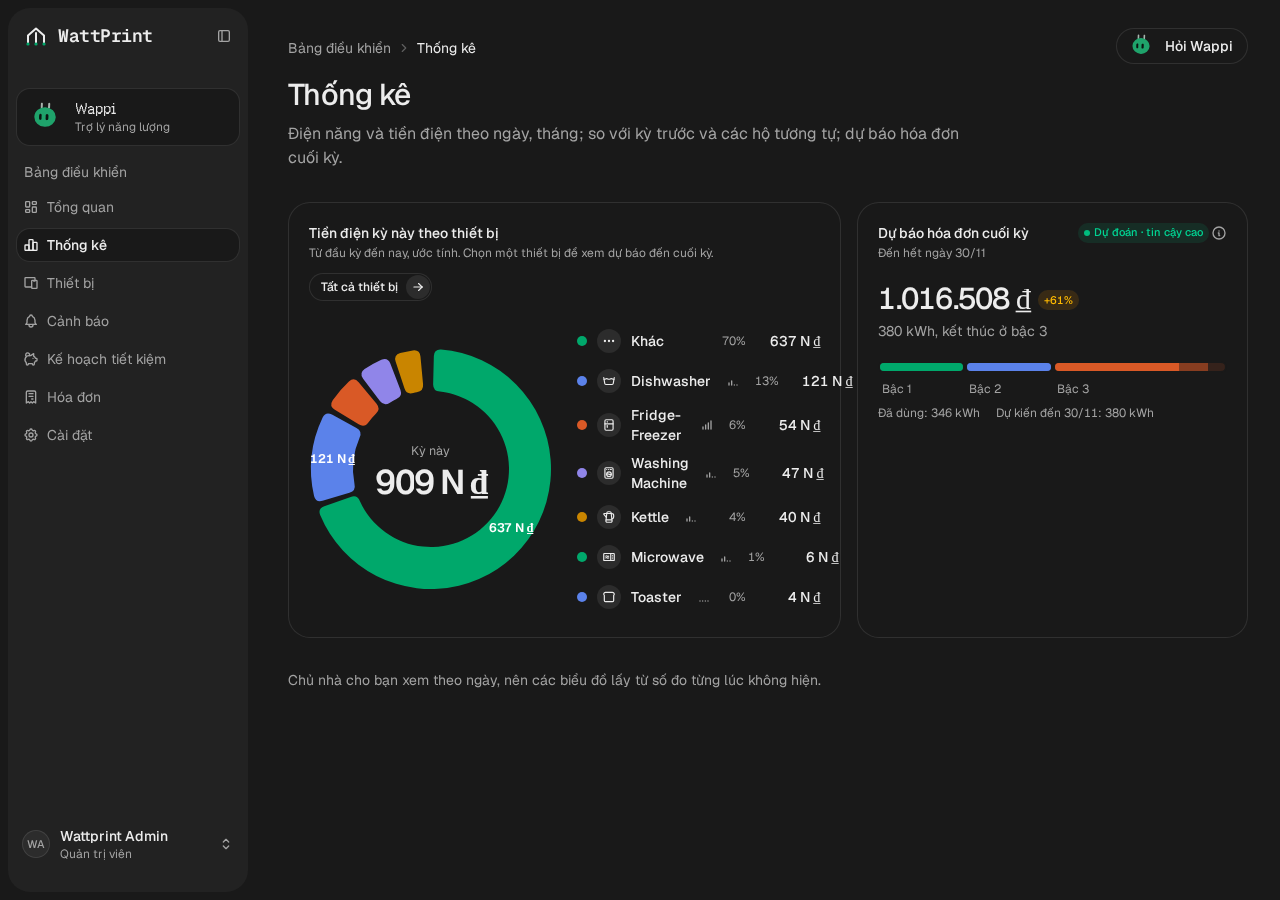 WattPrint
Wappi
Trợ lý năng lượng
Bảng điều khiển
Tổng quan
Thống kê
Thiết bị
Cảnh báo
Kế hoạch tiết kiệm
Hóa đơn
Cài đặt
WA
Wattprint Admin
Quản trị viên
Bảng điều khiển
Thống kê
Hỏi Wappi
Thống kê
Điện năng và tiền điện theo ngày, tháng; so với kỳ trước và các hộ tương tự; dự báo hóa đơn
cuối kỳ.
Tiền điện kỳ này theo thiết bị
Từ đầu kỳ đến nay, ước tính. Chọn một thiết bị để xem dự báo đến cuối kỳ.
Tất cả thiết bị
Kỳ này
909 N ₫
121 N ₫
637 N ₫
Khác 70% 637 N ₫
Dishwasher 13% 121 N ₫
Fridge-
Freezer 6% 54 N ₫
Washing
Machine 5% 47 N ₫
Kettle 4% 40 N ₫
Microwave 1% 6 N ₫
Toaster 0% 4 N ₫
Dự báo hóa đơn cuối kỳ
Dự đoán · tin cậy cao
Đến hết ngày 30/11
1.016.508 ₫ +61%
380 kWh, kết thúc ở bậc 3
Bậc 1 Bậc 2 Bậc 3
Đã dùng: 346 kWh Dự kiến đến 30/11: 380 kWh
Chủ nhà cho bạn xem theo ngày, nên các biểu đồ lấy từ số đo từng lúc không hiện.